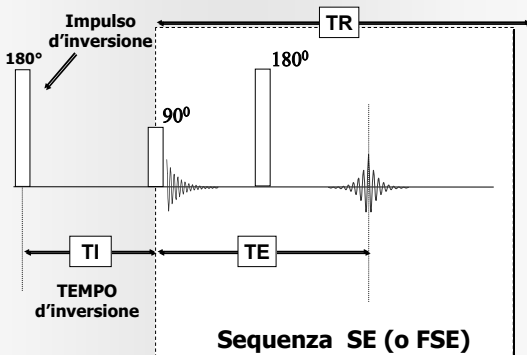 Impulso
d'inversione
TR
180°
180⁰
90⁰
TI
TE
TEMPO
d'inversione
Sequenza SE (o FSE)